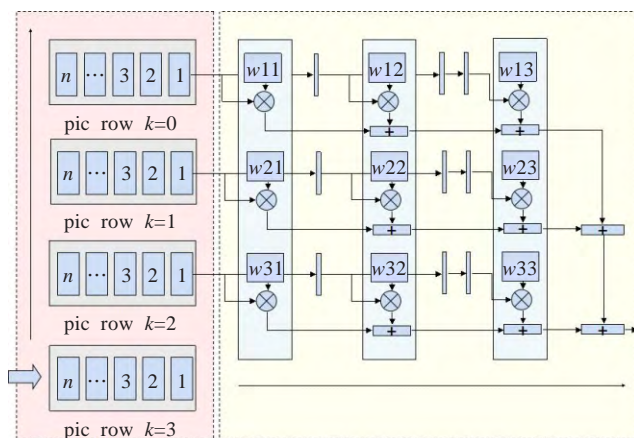 n ... 3 2 1
w11 w12 w13
+ +
pic row k=0
n ... 3 2 1
w21 w22 w23
+ + +
pic row k=1
n ... 3 2 1
w31 w32 w33
+ + +
pic row k=2
n ... 3 2 1
pic row k=3